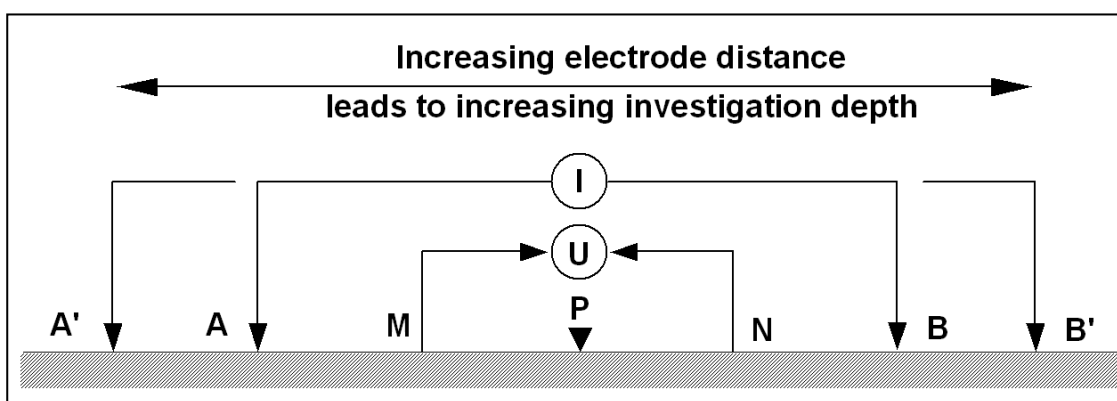 Increasing electrode distance
leads to increasing investigation depth
I
U
A' A M P N B B'